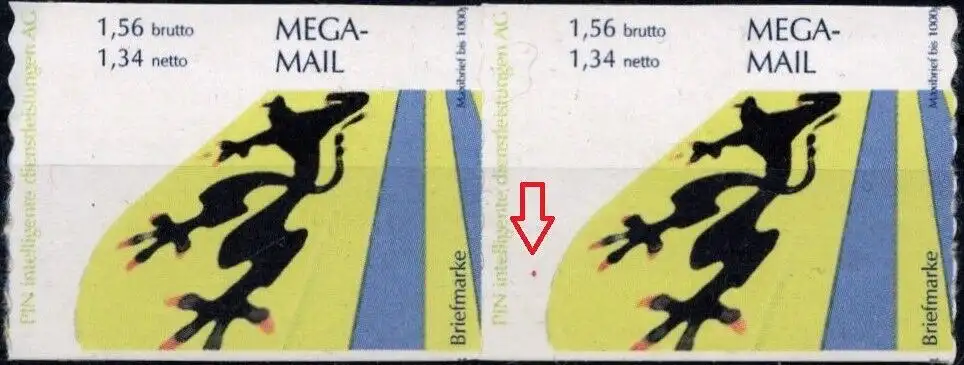 PIN intelligente dienstleistungen AG
1,56 brutto
1,34 netto
MEGA-
MAIL
Maxibrief bis 1000g
Briefmarke
PIN intelligente dienstleistungen AG
1,56 brutto
1,34 netto
MEGA-
MAIL
Maxibrief bis 1000g
Briefmarke